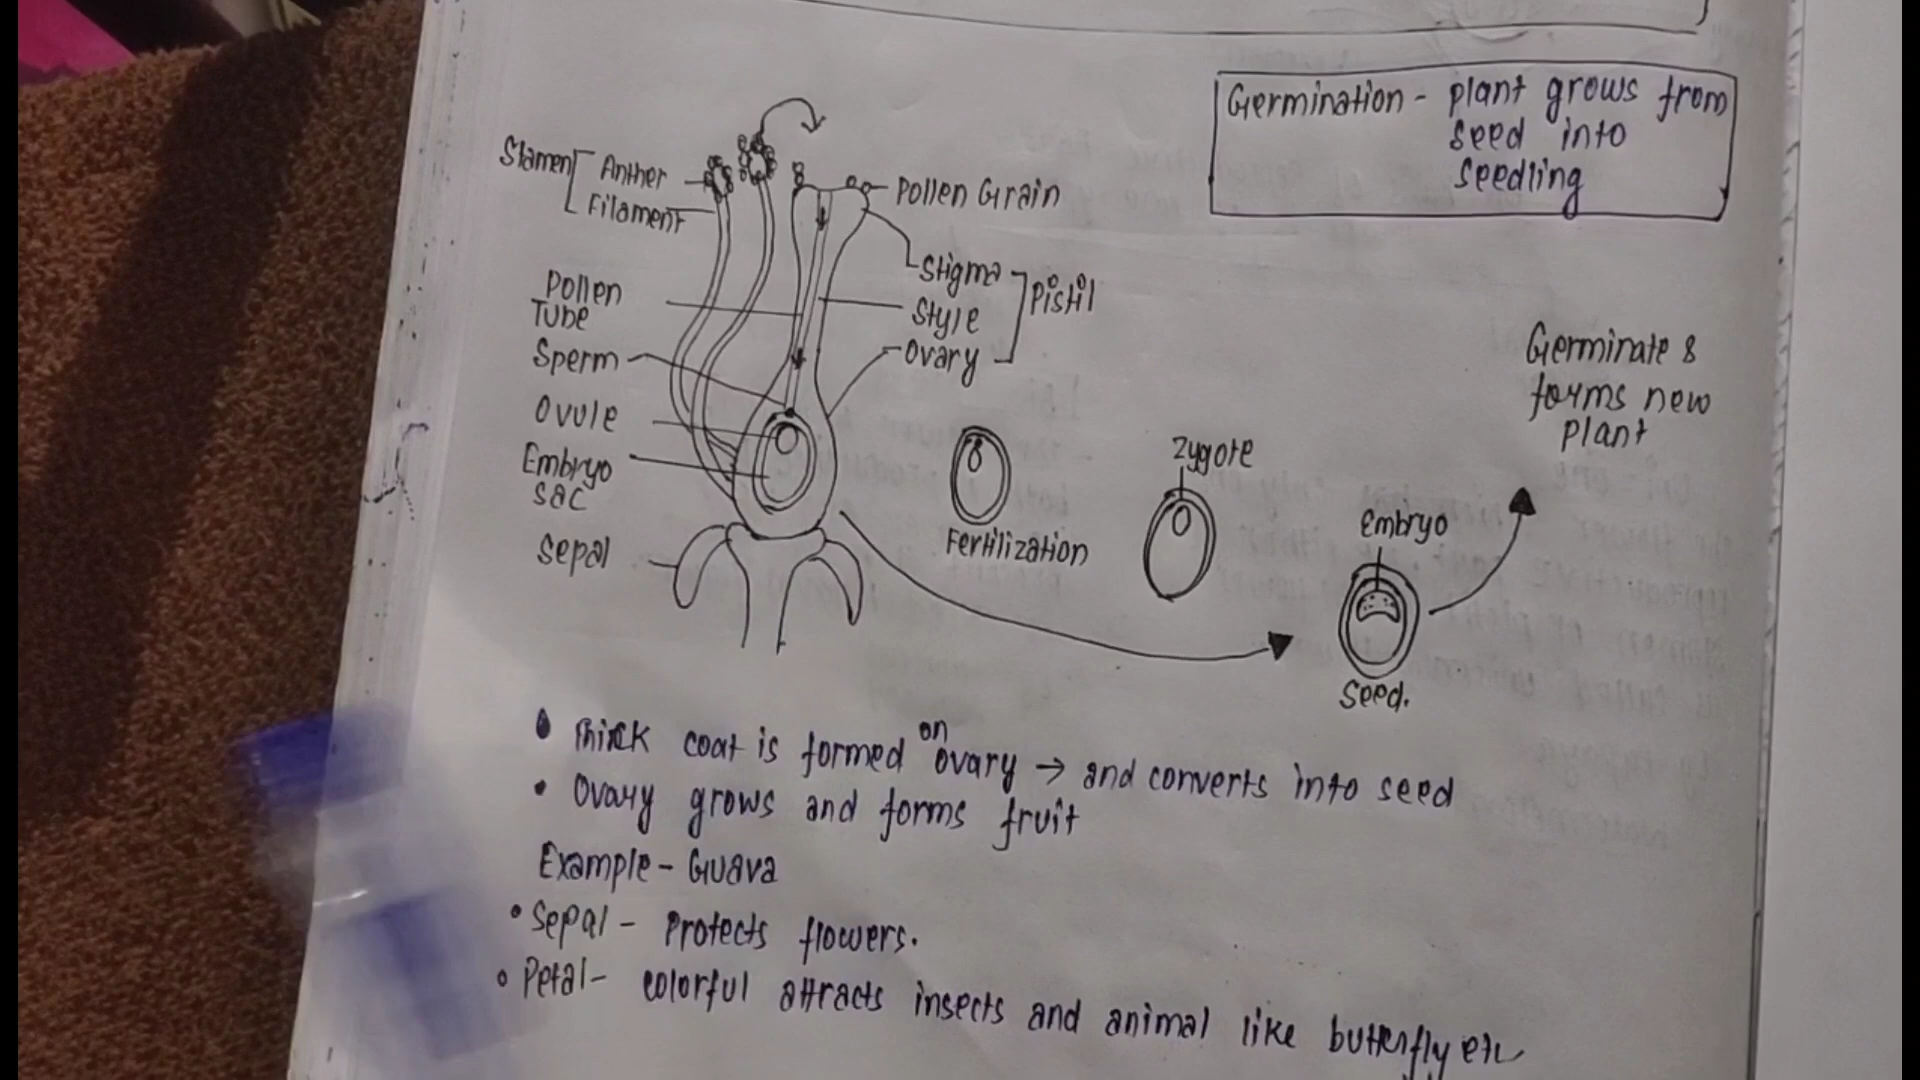 Germination - plant grows from
seed into
seedling
Stamen
Anther
Filament
Pollen Grain
Stigma
Style
Ovary
Pistil
Pollen
Tube
Sperm
Ovule
Embryo
sac
Sepal
Fertilization
Zygote
Embryo
Seed.
Germinate &
forms new
plant
• Thick coat is formed on ovary → and converts into seed
• Ovary grows and forms fruit
Example - Guava
• Sepal - Protects flowers.
• Petal - colorful attracts insects and animal like butterfly etc